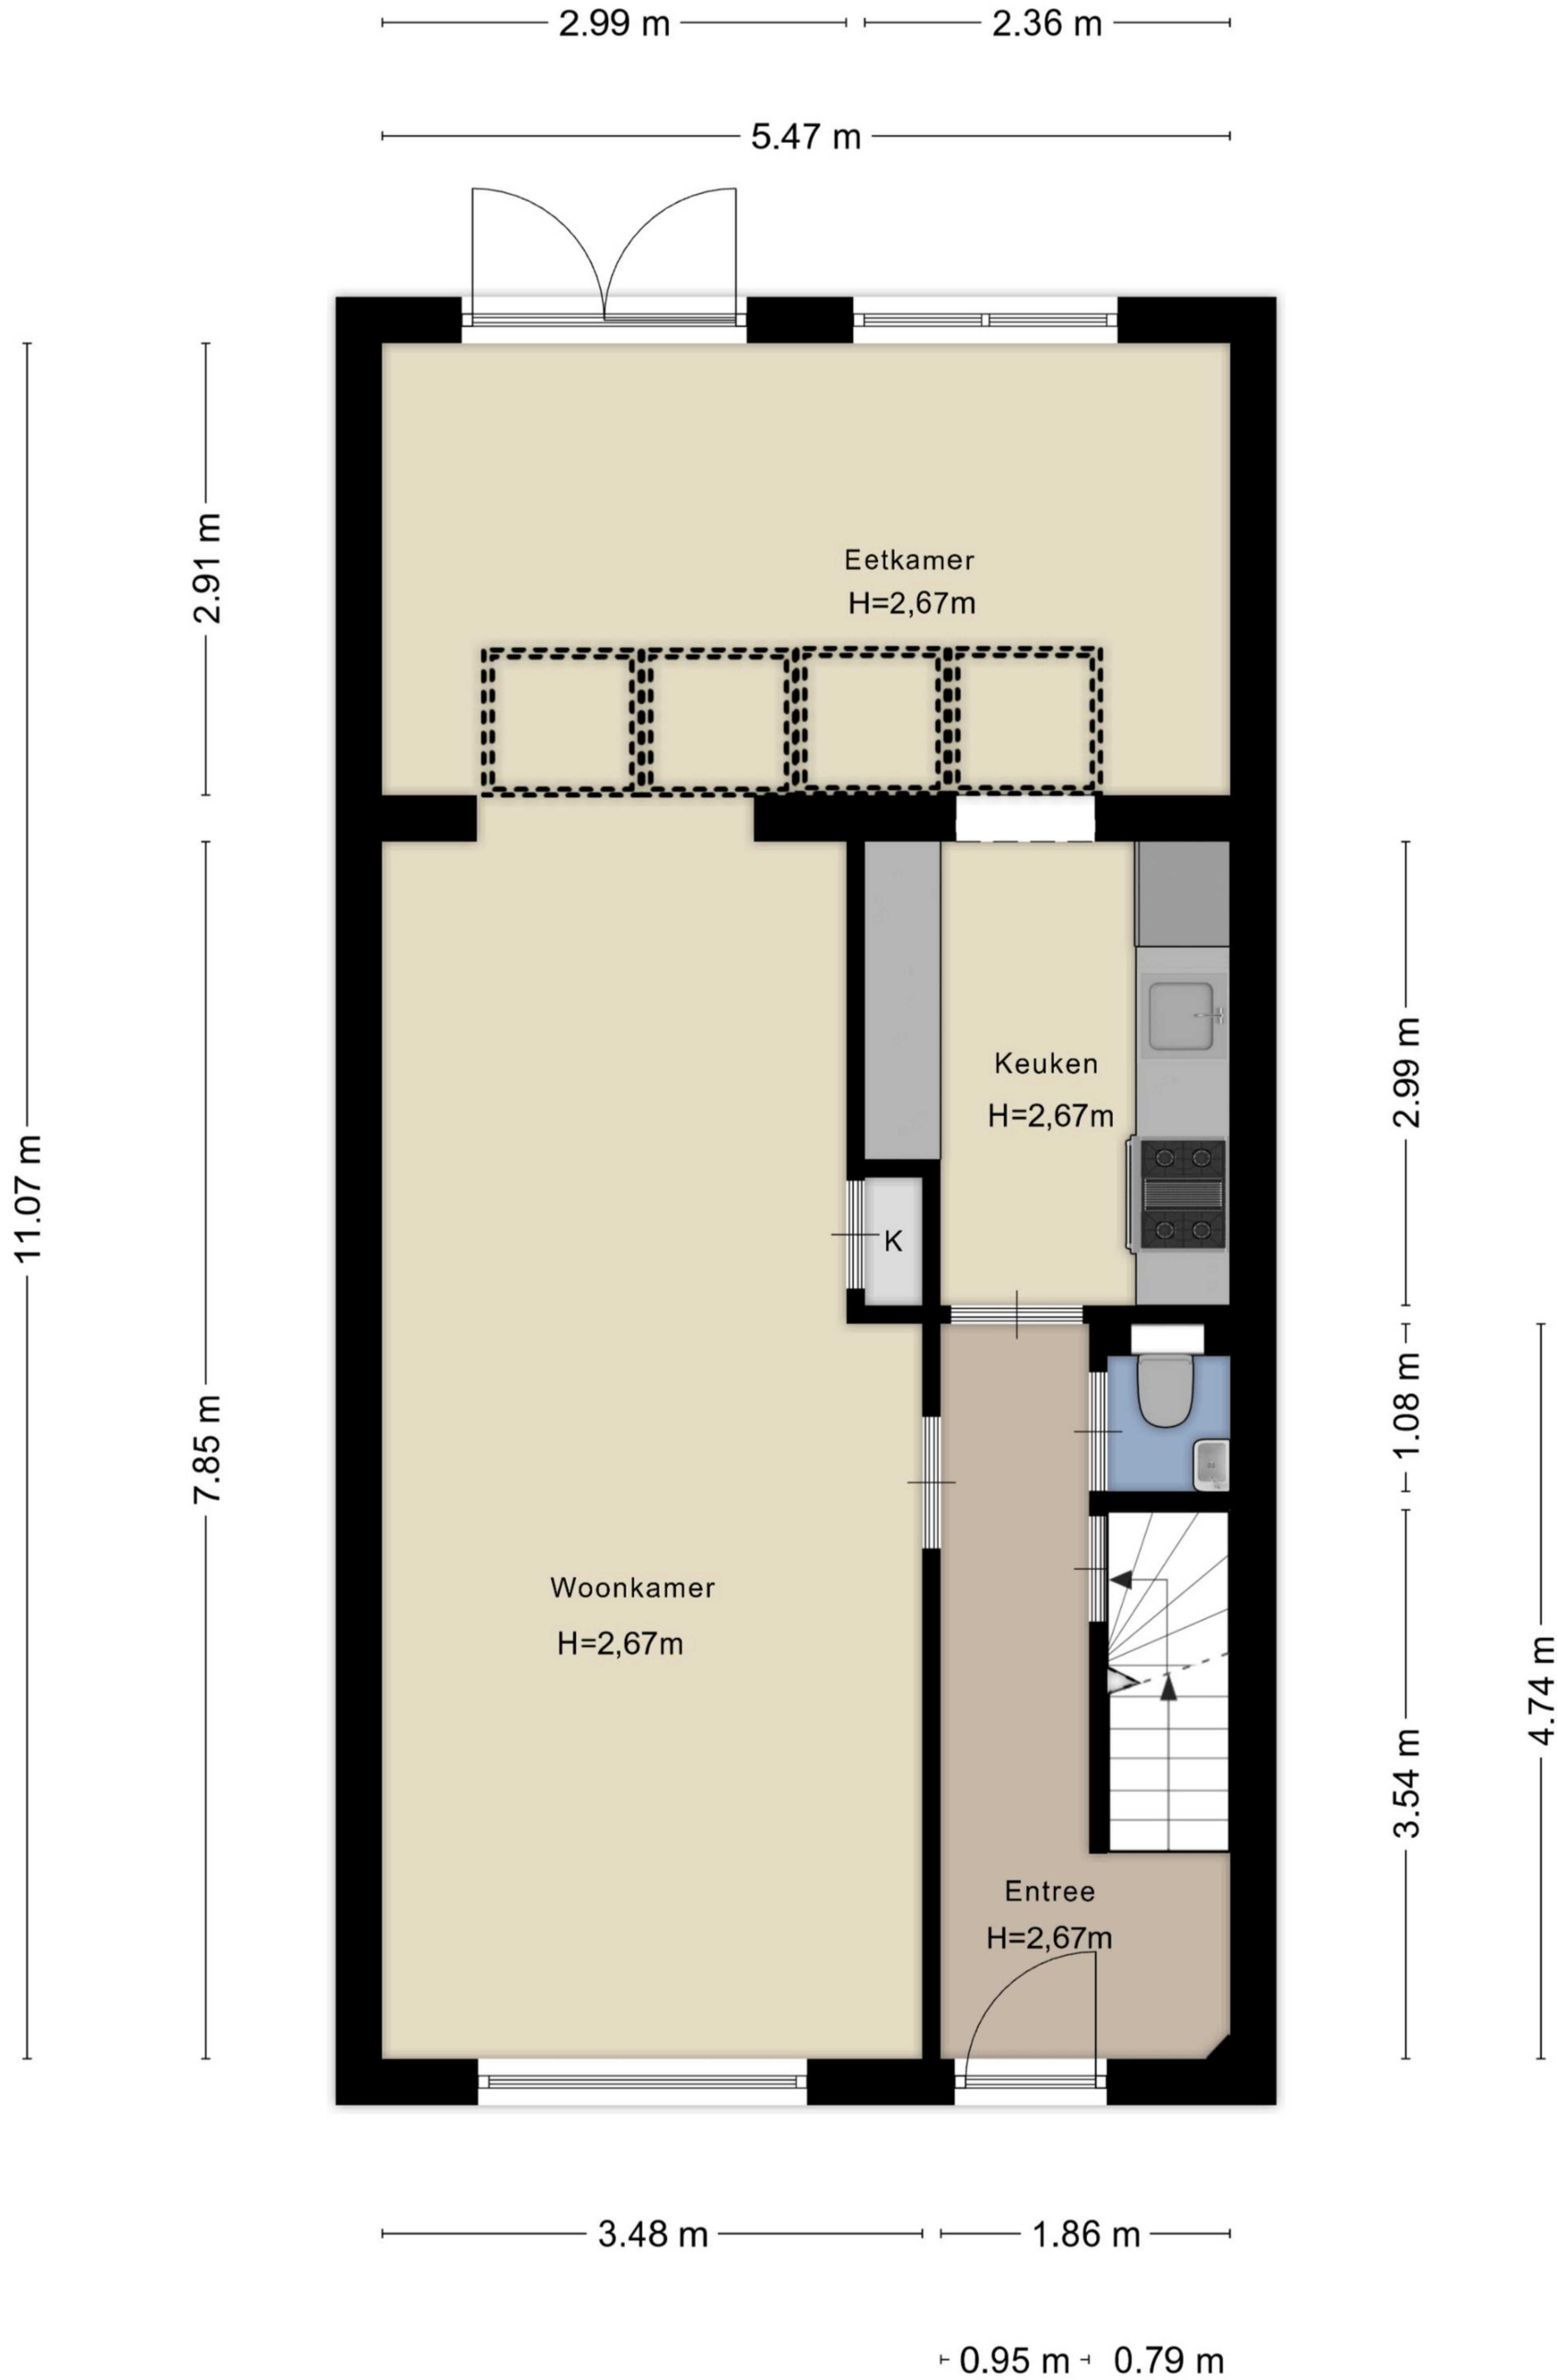 2.99 m
2.36 m
5.47 m
Eetkamer
H=2,67m
2.91 m
11.07 m
7.85 m
Keuken
H=2,67m
2.99 m
K
1.08 m
Woonkamer
H=2,67m
4.74 m
3.54 m
Entree
H=2,67m
3.48 m
1.86 m
0.95 m
0.79 m